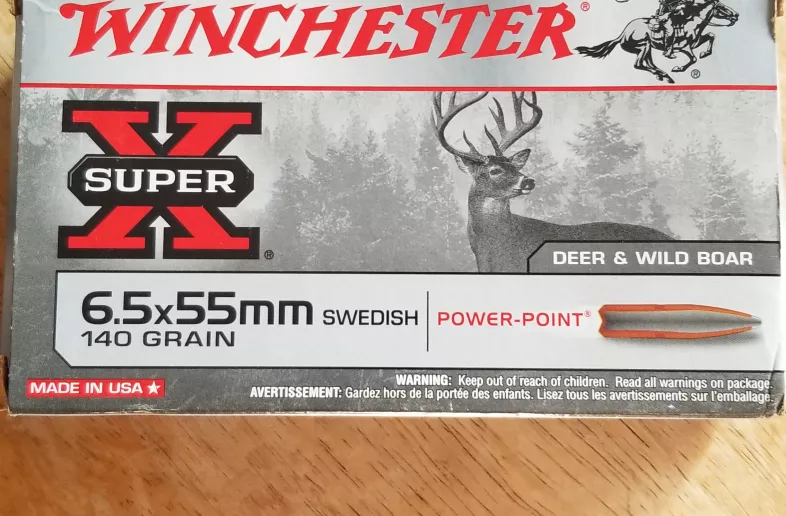 WINCHESTER®
®
X
SUPER
®
DEER & WILD BOAR
6.5x55mm SWEDISH
140 GRAIN
POWER-POINT®
MADE IN USA ★
WARNING: Keep out of reach of children. Read all warnings on package.
AVERTISSEMENT: Gardez hors de la portée des enfants. Lisez tous les avertissements sur l'emballage.